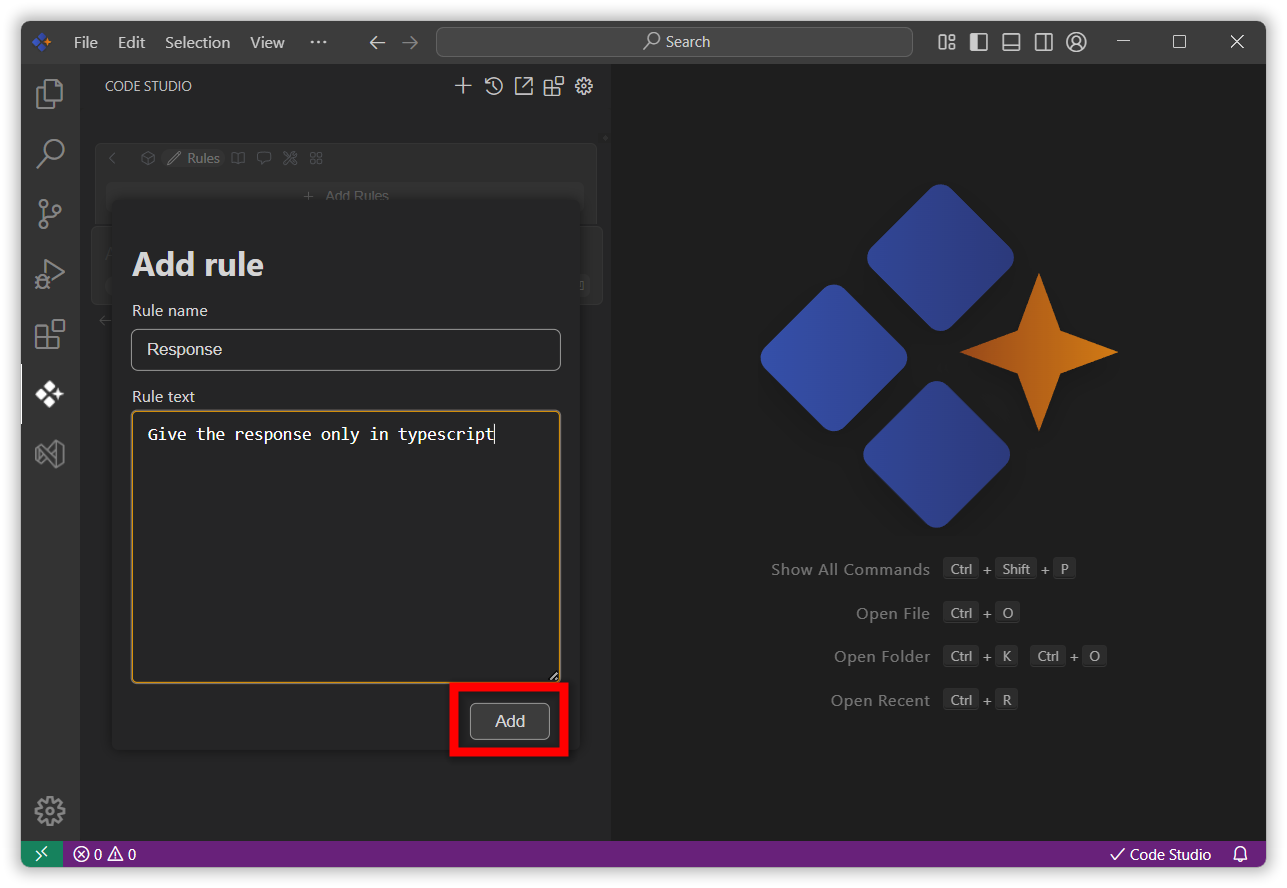 File Edit Selection View ··· Search
CODE STUDIO
Rules
+ Add Rules
Add rule
Rule name
Response
Rule text
Give the response only in typescript
Add
Show All Commands Ctrl + Shift + P
Open File Ctrl + O
Open Folder Ctrl + K Ctrl + O
Open Recent Ctrl + R
0 0 Code Studio